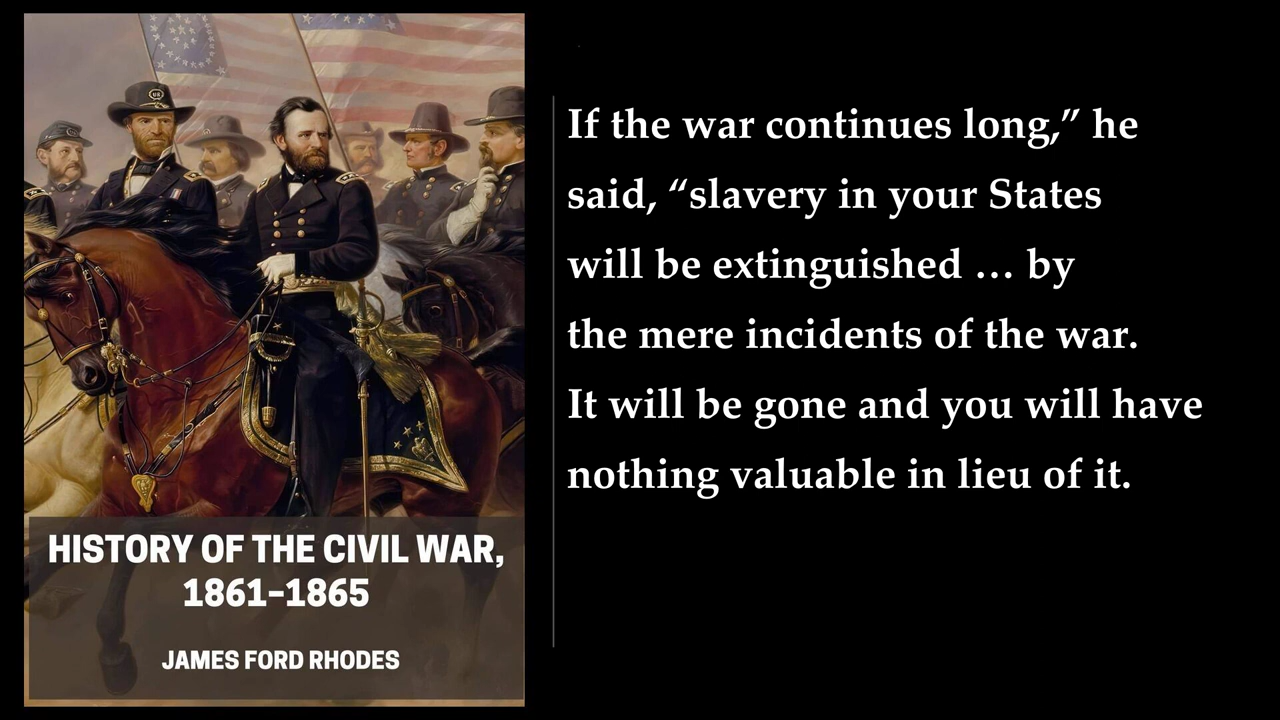 HISTORY OF THE CIVIL WAR,
1861–1865
JAMES FORD RHODES
If the war continues long,” he
said, “slavery in your States
will be extinguished … by
the mere incidents of the war.
It will be gone and you will have
nothing valuable in lieu of it.